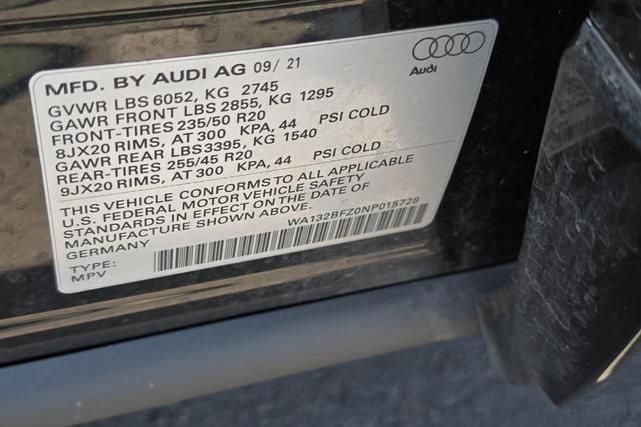 MFD. BY AUDI AG 09/ 21
Audi
GVWR LBS 6052, KG 2745
GAWR FRONT LBS 2855, KG 1295
FRONT-TIRES 235/50 R20
8JX20 RIMS, AT 300 KPA, 44 PSI COLD
GAWR REAR LBS3395, KG 1540
REAR-TIRES 255/45 R20
9JX20 RIMS, AT 300 KPA, 44 PSI COLD
THIS VEHICLE CONFORMS TO ALL APPLICABLE
U.S. FEDERAL MOTOR VEHICLE SAFETY
STANDARDS IN EFFECT ON THE DATE OF
MANUFACTURE SHOWN ABOVE.
GERMANY
WA132BFZ0NP015728
TYPE:
MPV